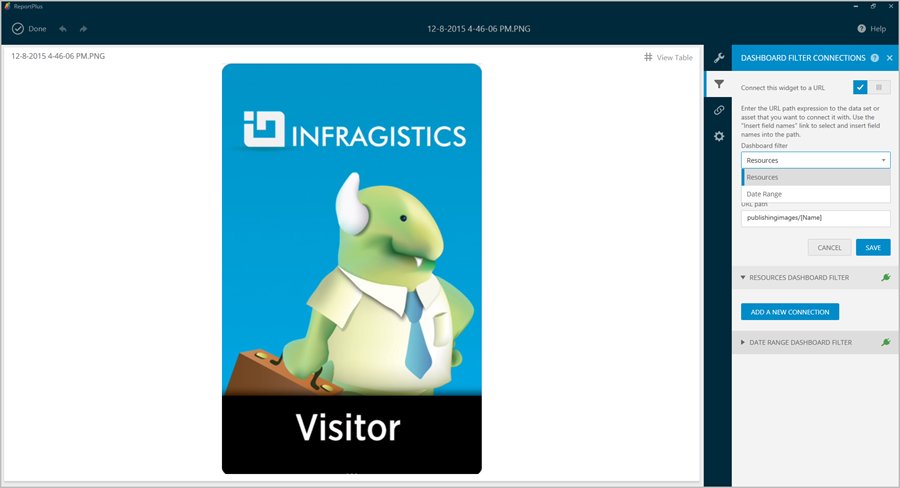 ReportPlus
Done
12-8-2015 4-46-06 PM.PNG
Help
12-8-2015 4-46-06 PM.PNG
View Table
INFRAGISTICS
Visitor
DASHBOARD FILTER CONNECTIONS
Connect this widget to a URL
Enter the URL path expression to the data set or
asset that you want to connect it with. Use the
"Insert field names" link to select and insert field
names into the path.
Dashboard filter
Resources
Resources
Date Range
URL path
publishingimages/[Name]
CANCEL
SAVE
RESOURCES DASHBOARD FILTER
ADD A NEW CONNECTION
DATE RANGE DASHBOARD FILTER